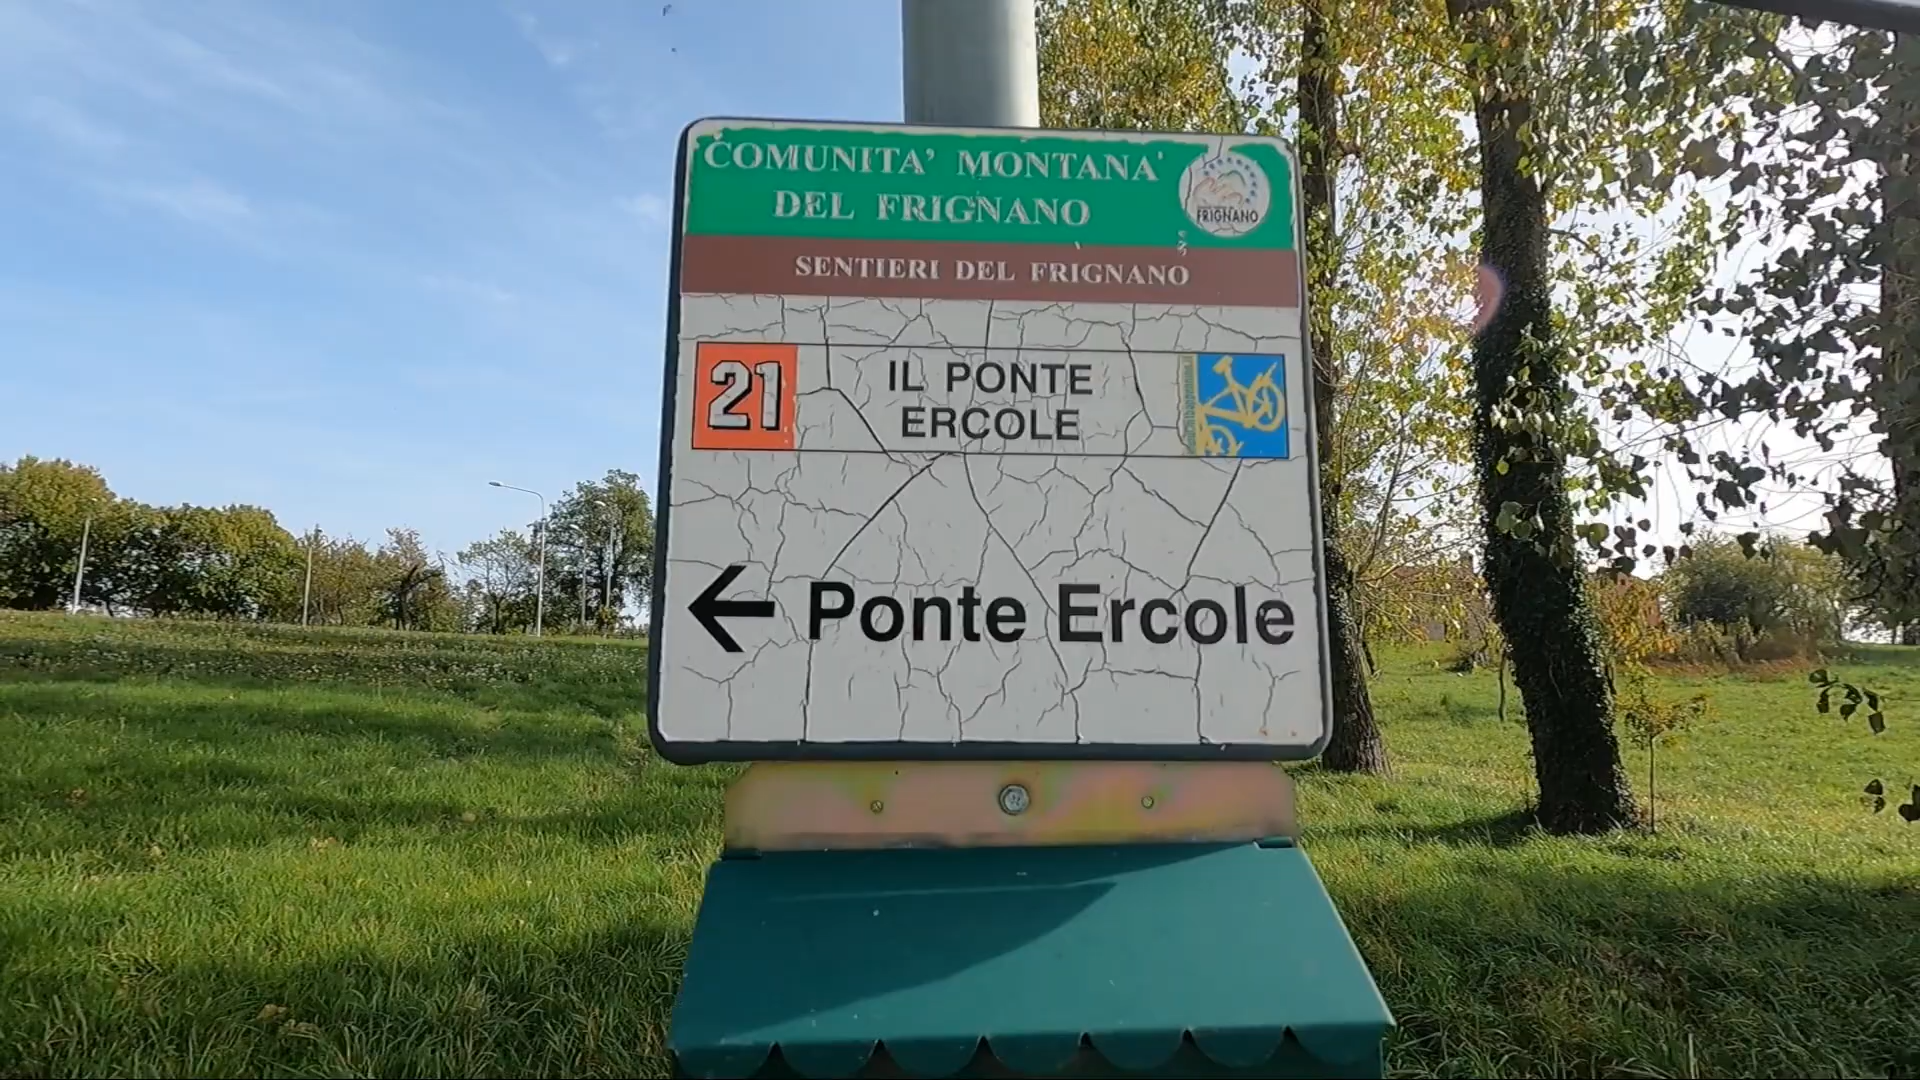 COMUNITA' MONTANA
DEL FRIGNANO
FRIGNANO
SENTIERI DEL FRIGNANO
21
IL PONTE
ERCOLE
← Ponte Ercole